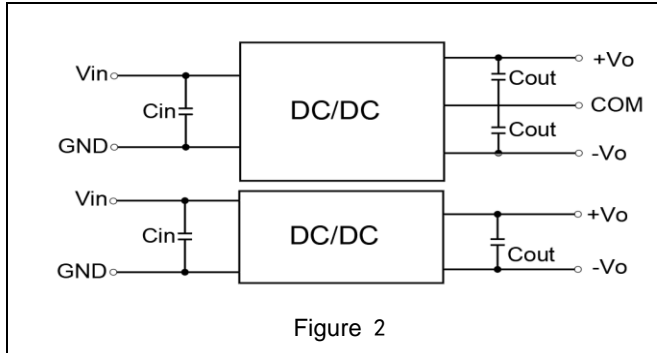 Vin
Cin
GND
DC/DC
+Vo
Cout
COM
Cout
-Vo
Vin
Cin
GND
DC/DC
+Vo
Cout
-Vo
Figure 2